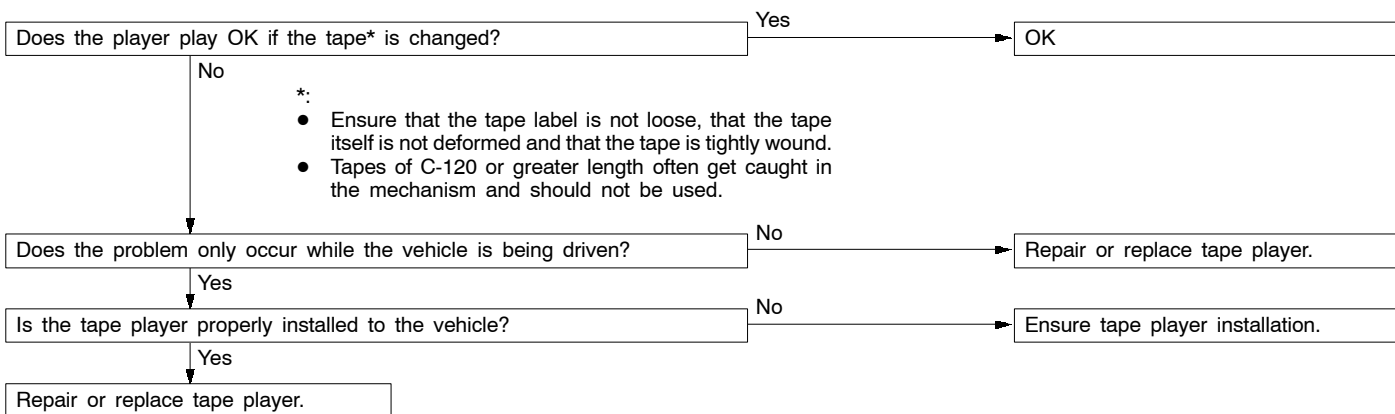 Does the player play OK if the tape* is changed?
Yes
OK
No
*:
● Ensure that the tape label is not loose, that the tape
itself is not deformed and that the tape is tightly wound.
● Tapes of C-120 or greater length often get caught in
the mechanism and should not be used.
Does the problem only occur while the vehicle is being driven?
No
Repair or replace tape player.
Yes
Is the tape player properly installed to the vehicle?
No
Ensure tape player installation.
Yes
Repair or replace tape player.